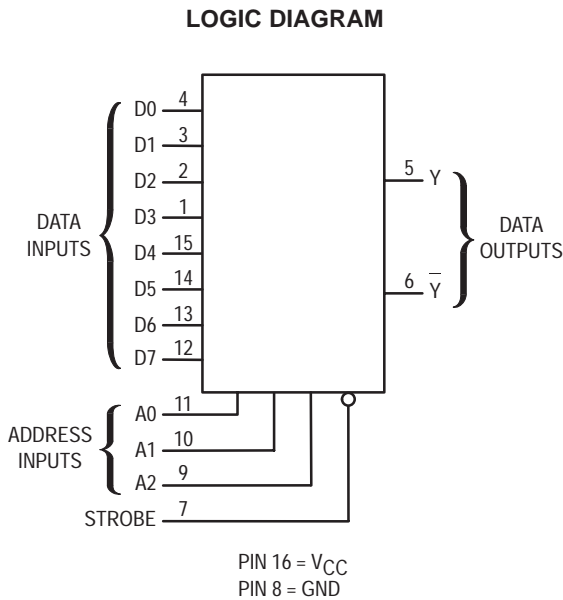 LOGIC DIAGRAM
D0 4
D1 3
D2 2
D3 1
D4 15
D5 14
D6 13
D7 12
DATA
INPUTS
5 Y
6 Y̅
DATA
OUTPUTS
A0 11
A1 10
A2 9
ADDRESS
INPUTS
STROBE 7
PIN 16 = VCC
PIN 8 = GND